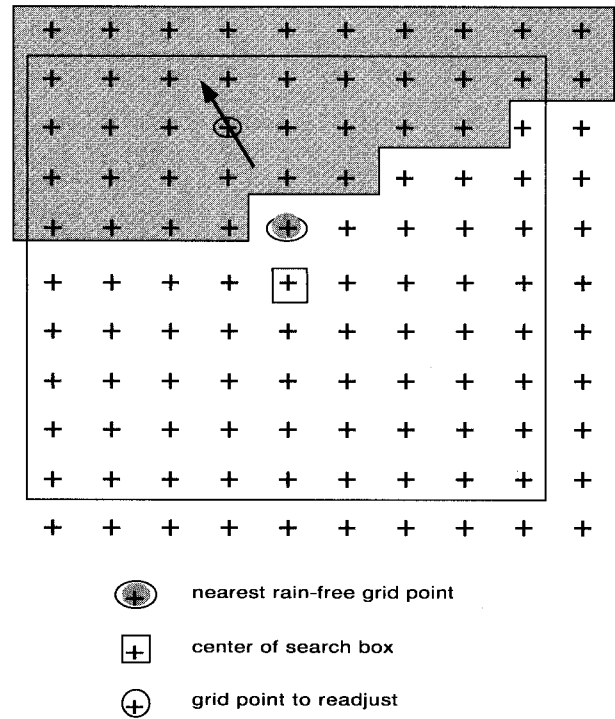 nearest rain-free grid point
center of search box
grid point to readjust